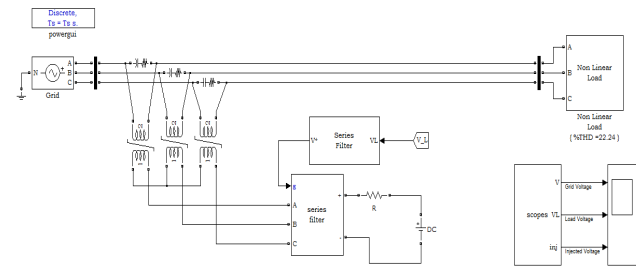 Discrete,
Ts = Ts s.
powergui
N
A
B
C
Grid
A
B
C
Non Linear
Load
Non Linear
Load
( %THD =22.24 )
V*
Series
Filter
VL
V_L
g
A
B
C
series
filter
+
-
R
+
DC
scopes
V
VL
inj
Grid Voltage
Load Voltage
Injected Voltage